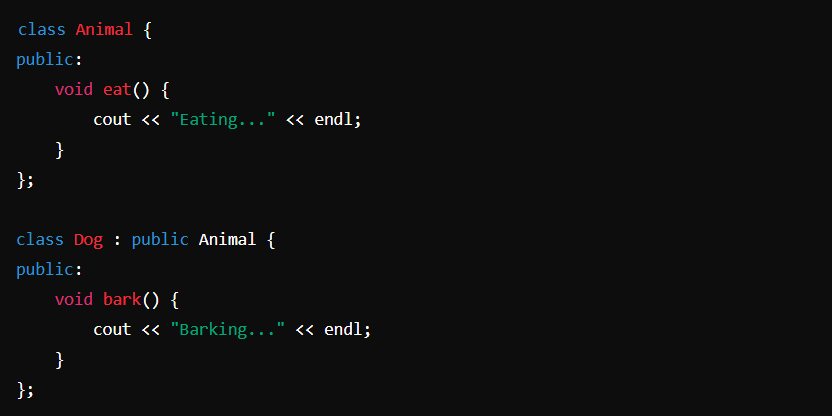 class Animal {
public:
    void eat() {
        cout << "Eating..." << endl;
    }
};

class Dog : public Animal {
public:
    void bark() {
        cout << "Barking..." << endl;
    }
};